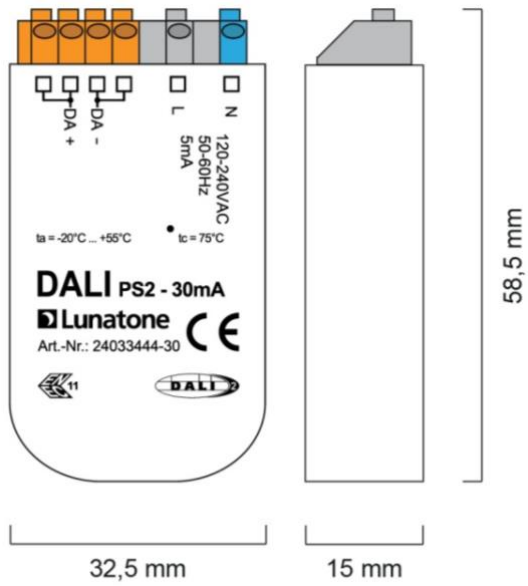 DA +
DA -
L
N
120-240VAC
50-60Hz
5mA
ta = -20°C ... +55°C
tc = 75°C
DALI PS2 - 30mA
Lunatone
CE
Art.-Nr.: 24033444-30
11
DALI 2
58,5 mm
32,5 mm
15 mm